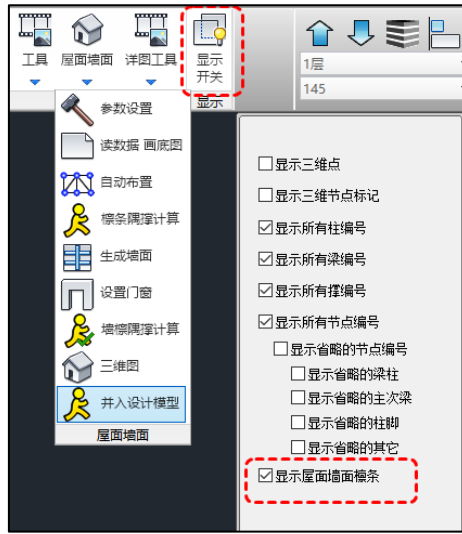 工具
屋面墙面
详图工具
显示
开关
显示
1层
145
参数设置
读数据 画底图
自动布置
檩条隅撑计算
生成墙面
设置门窗
墙檩隅撑计算
三维图
并入设计模型
屋面墙面
显示三维点
显示三维节点标记
显示所有柱编号
显示所有梁编号
显示所有撑编号
显示所有节点编号
显示省略的节点编号
显示省略的梁柱
显示省略的主次梁
显示省略的柱脚
显示省略的其它
显示屋面墙面檩条